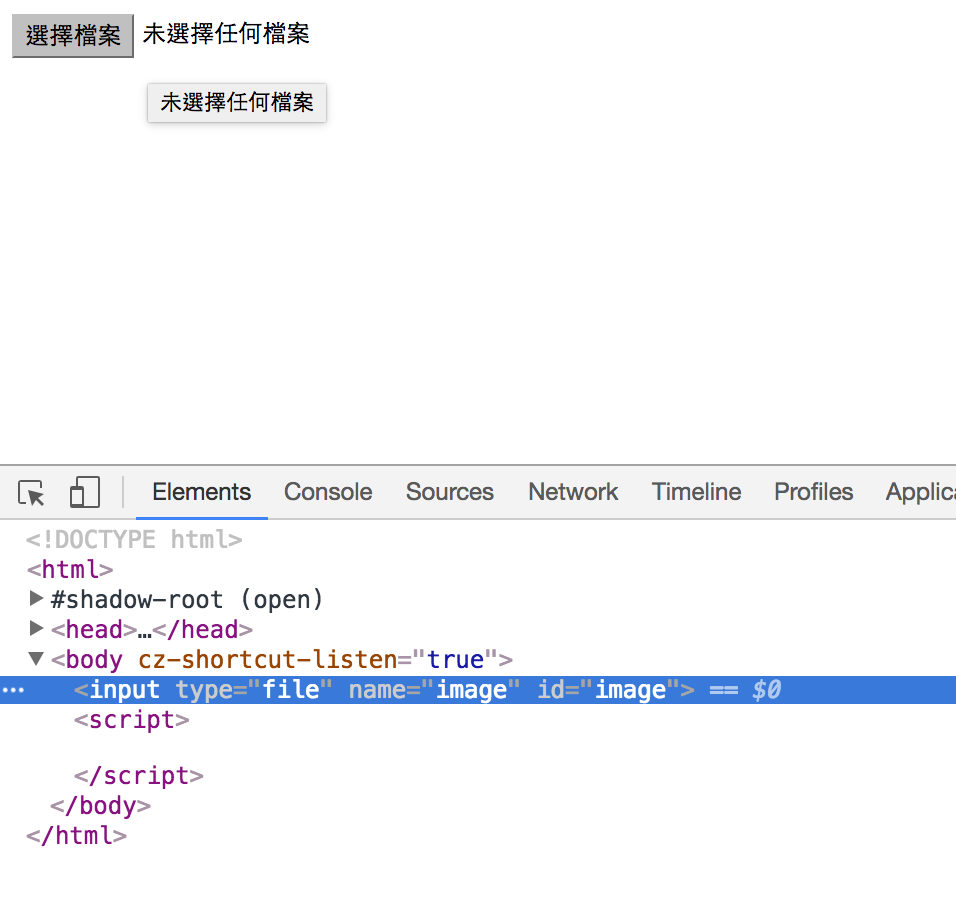 選擇檔案 未選擇任何檔案
未選擇任何檔案
Elements Console Sources Network Timeline Profiles Applica
<!DOCTYPE html>
<html>
▶#shadow-root (open)
▶<head>…</head>
▼<body cz-shortcut-listen="true">
<input type="file" name="image" id="image"> == $0
<script>
</script>
</body>
</html>